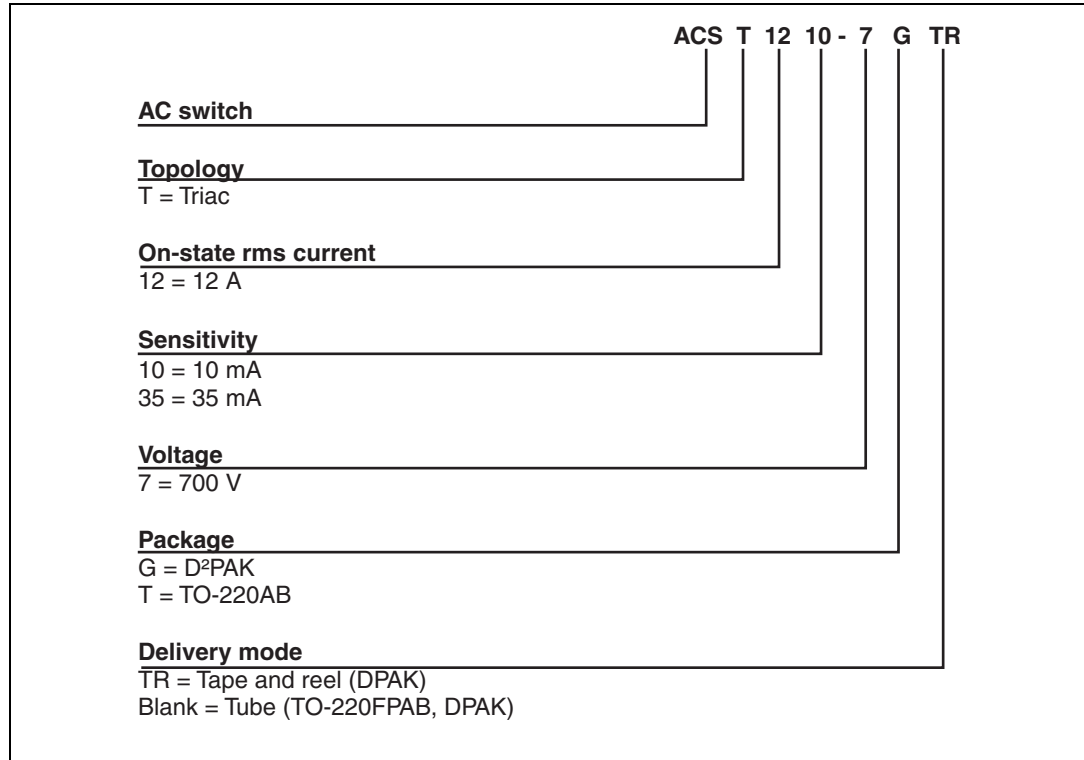 ACS T 12 10 - 7 G TR
AC switch
Topology
T = Triac
On-state rms current
12 = 12 A
Sensitivity
10 = 10 mA
35 = 35 mA
Voltage
7 = 700 V
Package
G = D²PAK
T = TO-220AB
Delivery mode
TR = Tape and reel (DPAK)
Blank = Tube (TO-220FPAB, DPAK)